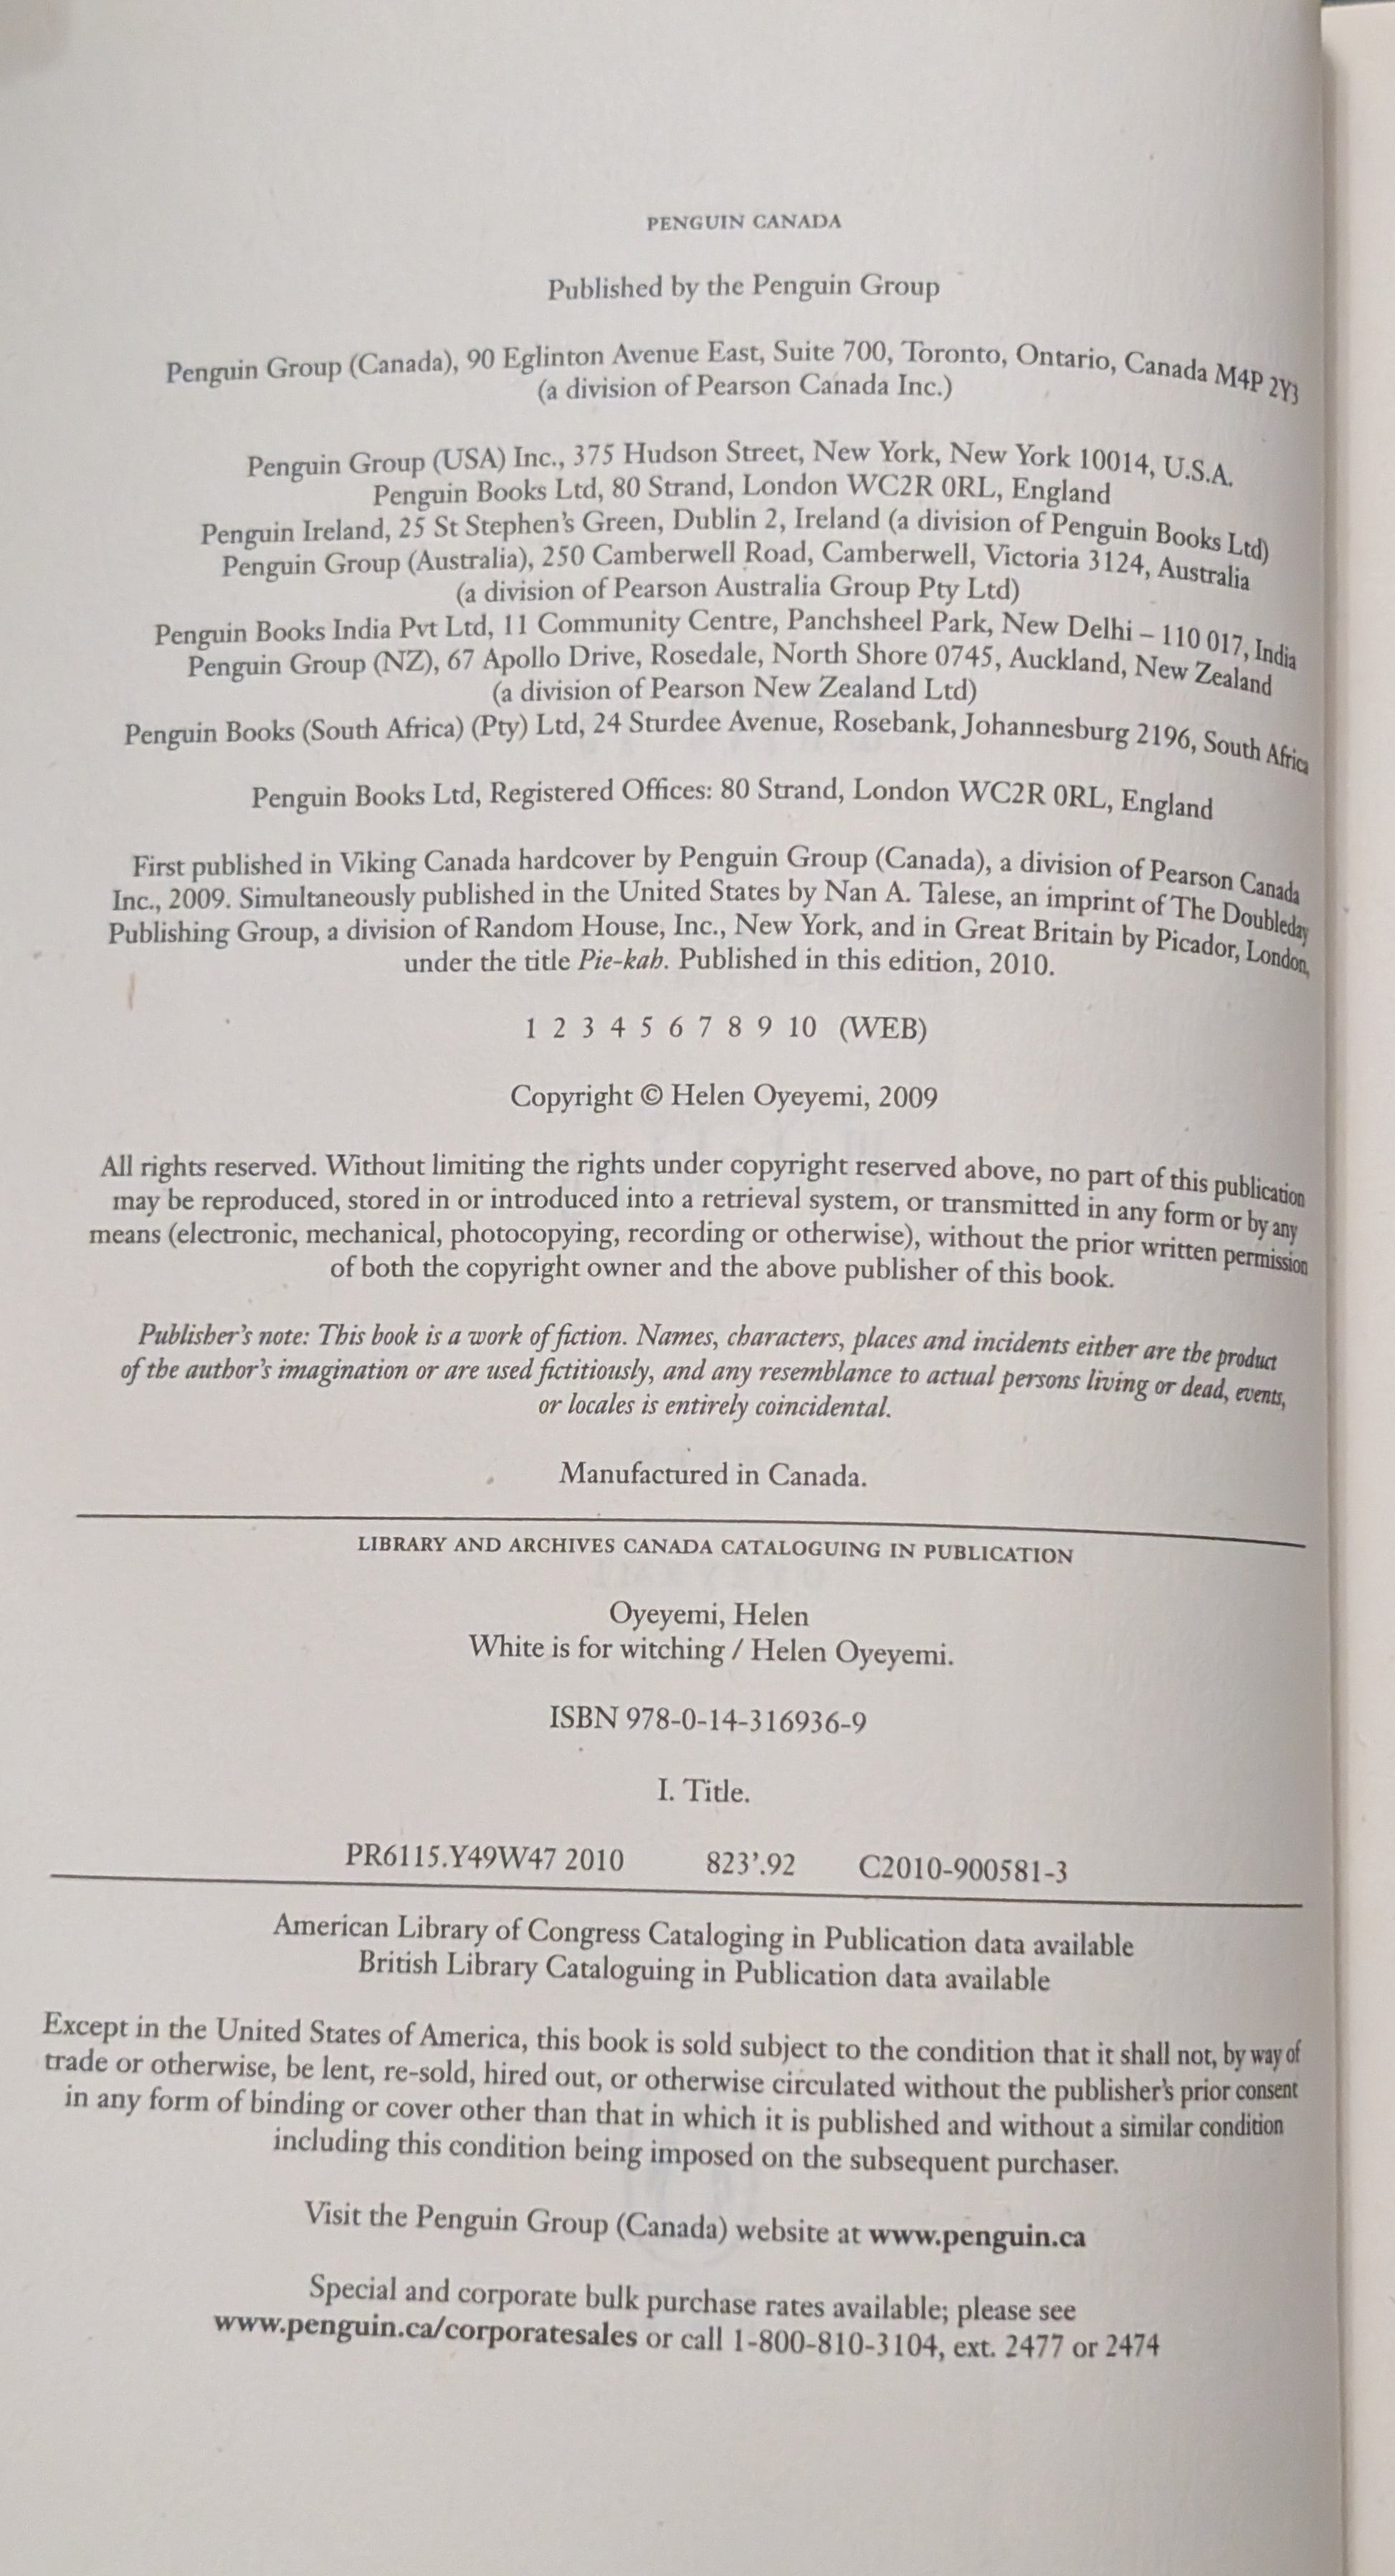 PENGUIN CANADA
Published by the Penguin Group
Penguin Group (Canada), 90 Eglinton Avenue East, Suite 700, Toronto, Ontario, Canada M4P 2Y3
(a division of Pearson Canada Inc.)
Penguin Group (USA) Inc., 375 Hudson Street, New York, New York 10014, U.S.A.
Penguin Books Ltd, 80 Strand, London WC2R 0RL, England
Penguin Ireland, 25 St Stephen's Green, Dublin 2, Ireland (a division of Penguin Books Ltd)
Penguin Group (Australia), 250 Camberwell Road, Camberwell, Victoria 3124, Australia
(a division of Pearson Australia Group Pty Ltd)
Penguin Books India Pvt Ltd, 11 Community Centre, Panchsheel Park, New Delhi – 110 017, India
Penguin Group (NZ), 67 Apollo Drive, Rosedale, North Shore 0745, Auckland, New Zealand
(a division of Pearson New Zealand Ltd)
Penguin Books (South Africa) (Pty) Ltd, 24 Sturdee Avenue, Rosebank, Johannesburg 2196, South Africa
Penguin Books Ltd, Registered Offices: 80 Strand, London WC2R 0RL, England
First published in Viking Canada hardcover by Penguin Group (Canada), a division of Pearson Canada
Inc., 2009. Simultaneously published in the United States by Nan A. Talese, an imprint of The Doubleday
Publishing Group, a division of Random House, Inc., New York, and in Great Britain by Picador, London,
under the title Pie-kah. Published in this edition, 2010.
1 2 3 4 5 6 7 8 9 10 (WEB)
Copyright © Helen Oyeyemi, 2009
All rights reserved. Without limiting the rights under copyright reserved above, no part of this publication
may be reproduced, stored in or introduced into a retrieval system, or transmitted in any form or by any
means (electronic, mechanical, photocopying, recording or otherwise), without the prior written permission
of both the copyright owner and the above publisher of this book.
Publisher's note: This book is a work of fiction. Names, characters, places and incidents either are the product
of the author's imagination or are used fictitiously, and any resemblance to actual persons living or dead, events,
or locales is entirely coincidental.
Manufactured in Canada.
LIBRARY AND ARCHIVES CANADA CATALOGUING IN PUBLICATION
Oyeyemi, Helen
White is for witching / Helen Oyeyemi.
ISBN 978-0-14-316936-9
I. Title.
PR6115.Y49W47 2010 823'.92 C2010-900581-3
American Library of Congress Cataloging in Publication data available
British Library Cataloguing in Publication data available
Except in the United States of America, this book is sold subject to the condition that it shall not, by way of
trade or otherwise, be lent, re-sold, hired out, or otherwise circulated without the publisher's prior consent
in any form of binding or cover other than that in which it is published and without a similar condition
including this condition being imposed on the subsequent purchaser.
Visit the Penguin Group (Canada) website at www.penguin.ca
Special and corporate bulk purchase rates available; please see
www.penguin.ca/corporatesales or call 1-800-810-3104, ext. 2477 or 2474